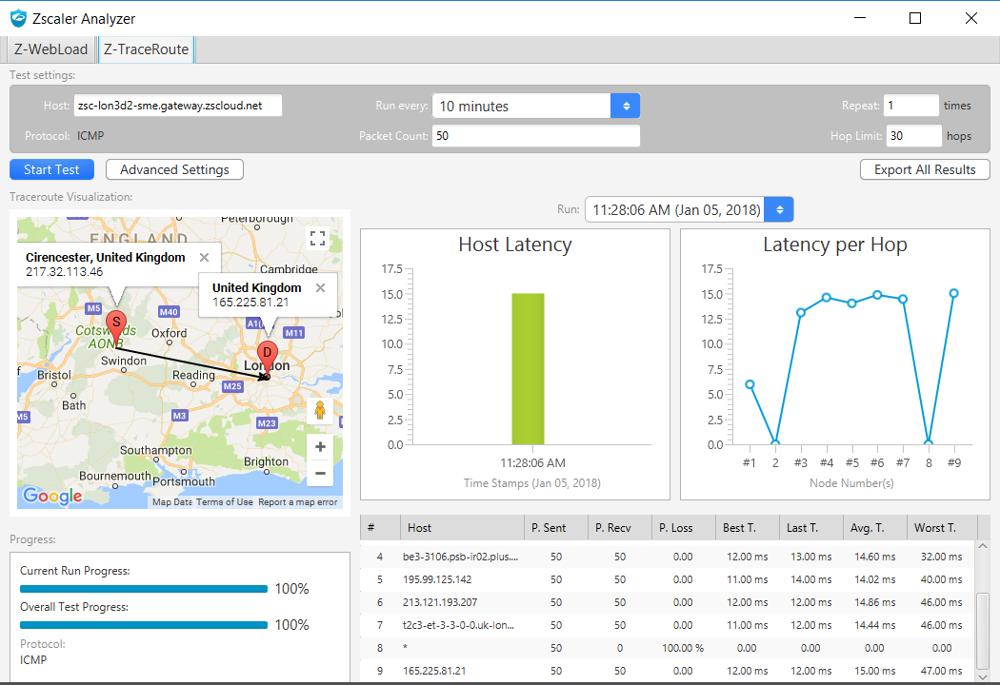 Zscaler Analyzer
Z-WebLoad Z-TraceRoute
Test settings:
Host: zsc-lon3d2-sme.gateway.zscloud.net Run every: 10 minutes Repeat: 1 times
Protocol: ICMP Packet Count: 50 Hop Limit: 30 hops
Start Test Advanced Settings Export All Results
Traceroute Visualization:
Run: 11:28:06 AM (Jan 05, 2018)
Peterborough
ENGLAND
Cirencester, United Kingdom
217.32.113.46
Cambridge
United Kingdom
165.225.81.21
M5
M40
S
Cotswolds
AONB
Oxford
M11
D
Swindon
London
Bristol
Reading
M25
Bath
M5
M3
M23
Southampton
Brighton
Bournemouth
Portsmouth
Google
Map Data Terms of Use Report a map error
Host Latency
17.5
15.0
12.5
10.0
7.5
5.0
2.5
0.0
11:28:06 AM
Time Stamps (Jan 05, 2018)
Latency per Hop
17.5
15.0
12.5
10.0
7.5
5.0
2.5
0.0
#1 2 #3 #4 #5 #6 #7 8 #9
Node Number(s)
# Host P. Sent P. Recv P. Loss Best T. Last T. Avg. T. Worst T.
4 be3-3106.psb-ir02.plus.... 50 50 0.00 12.00 ms 13.00 ms 14.60 ms 32.00 ms
5 195.99.125.142 50 50 0.00 11.00 ms 14.00 ms 14.02 ms 40.00 ms
6 213.121.193.207 50 50 0.00 12.00 ms 12.00 ms 14.86 ms 46.00 ms
7 t2c3-et-3-3-0-0.uk-lon... 50 50 0.00 11.00 ms 12.00 ms 14.44 ms 46.00 ms
8 * 50 0 100.00 % 0.00 0.00 0.00 0.00
9 165.225.81.21 50 50 0.00 12.00 ms 12.00 ms 15.00 ms 47.00 ms
Progress:
Current Run Progress:
100%
Overall Test Progress:
100%
Protocol:
ICMP